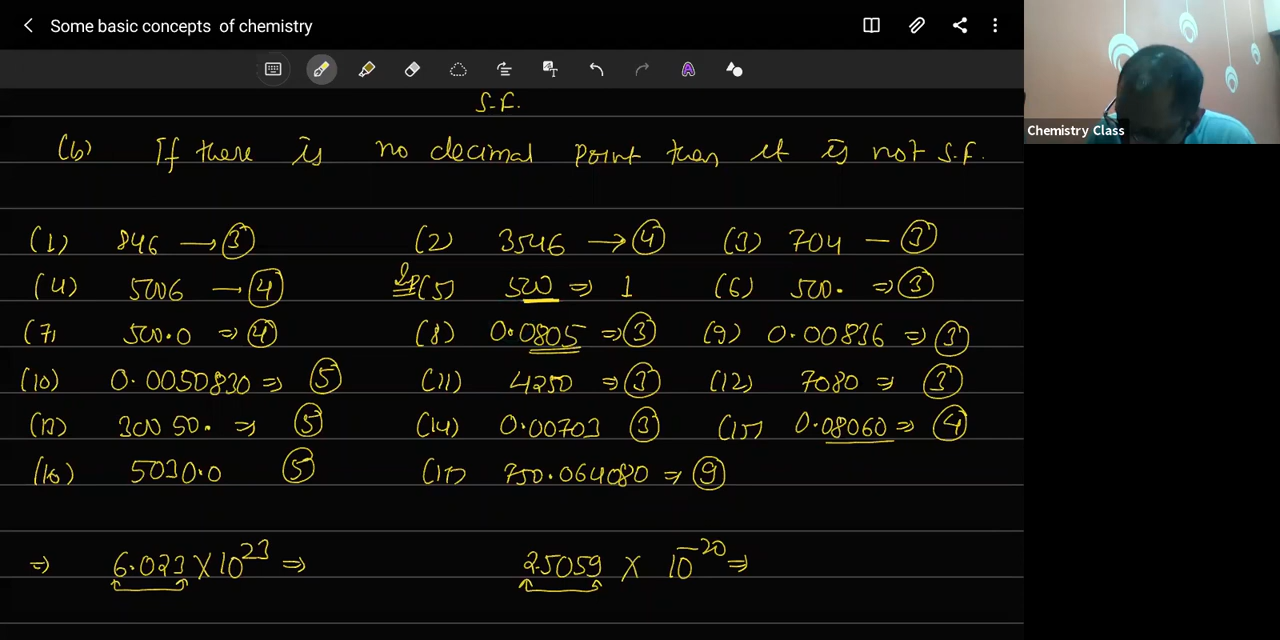 Some basic concepts of chemistry
Chemistry Class
S.F.
(b) If there is no decimal point then it is not S.F.
(1) 846 → 3 (2) 3546 → 4 (3) 704 – 3
(4) 5006 – 4 (5) 500 ⇒ 1 (6) 500. ⇒ 3
(7) 500.0 ⇒ 4 (8) 0.0805 ⇒ 3 (9) 0.00836 ⇒ 3
(10) 0.0050830 ⇒ 5 (11) 4250 ⇒ 3 (12) 7080 ⇒ 3
(13) 30050. ⇒ 5 (14) 0.00703 3 (15) 0.08060 ⇒ 4
(16) 5030.0 5 (17) 750.064080 ⇒ 9
⇒ 6.023 × 10²³ ⇒ 2.5059 × 10⁻²⁰ ⇒